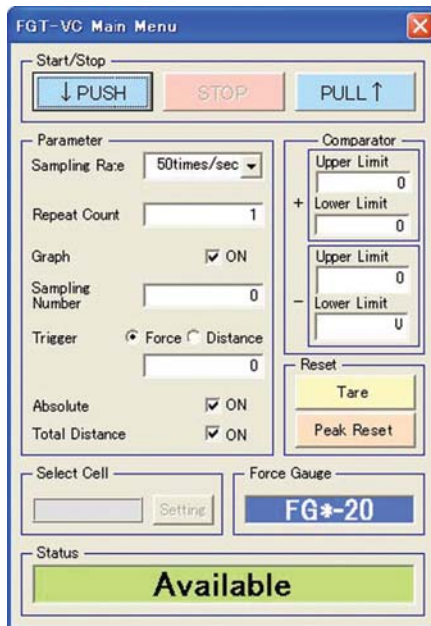 FGT-VC Main Menu
Start/Stop
↓PUSH
STOP
PULL↑
Parameter
Sampling Rate
50times/sec
Repeat Count
1
Graph
ON
Sampling
Number
0
Trigger
Force
Distance
0
Absolute
ON
Total Distance
ON
Comparator
+
Upper Limit
0
Lower Limit
0
−
Upper Limit
0
Lower Limit
U
Reset
Tare
Peak Reset
Select Cell
Setting
Force Gauge
FG*-20
Status
Available